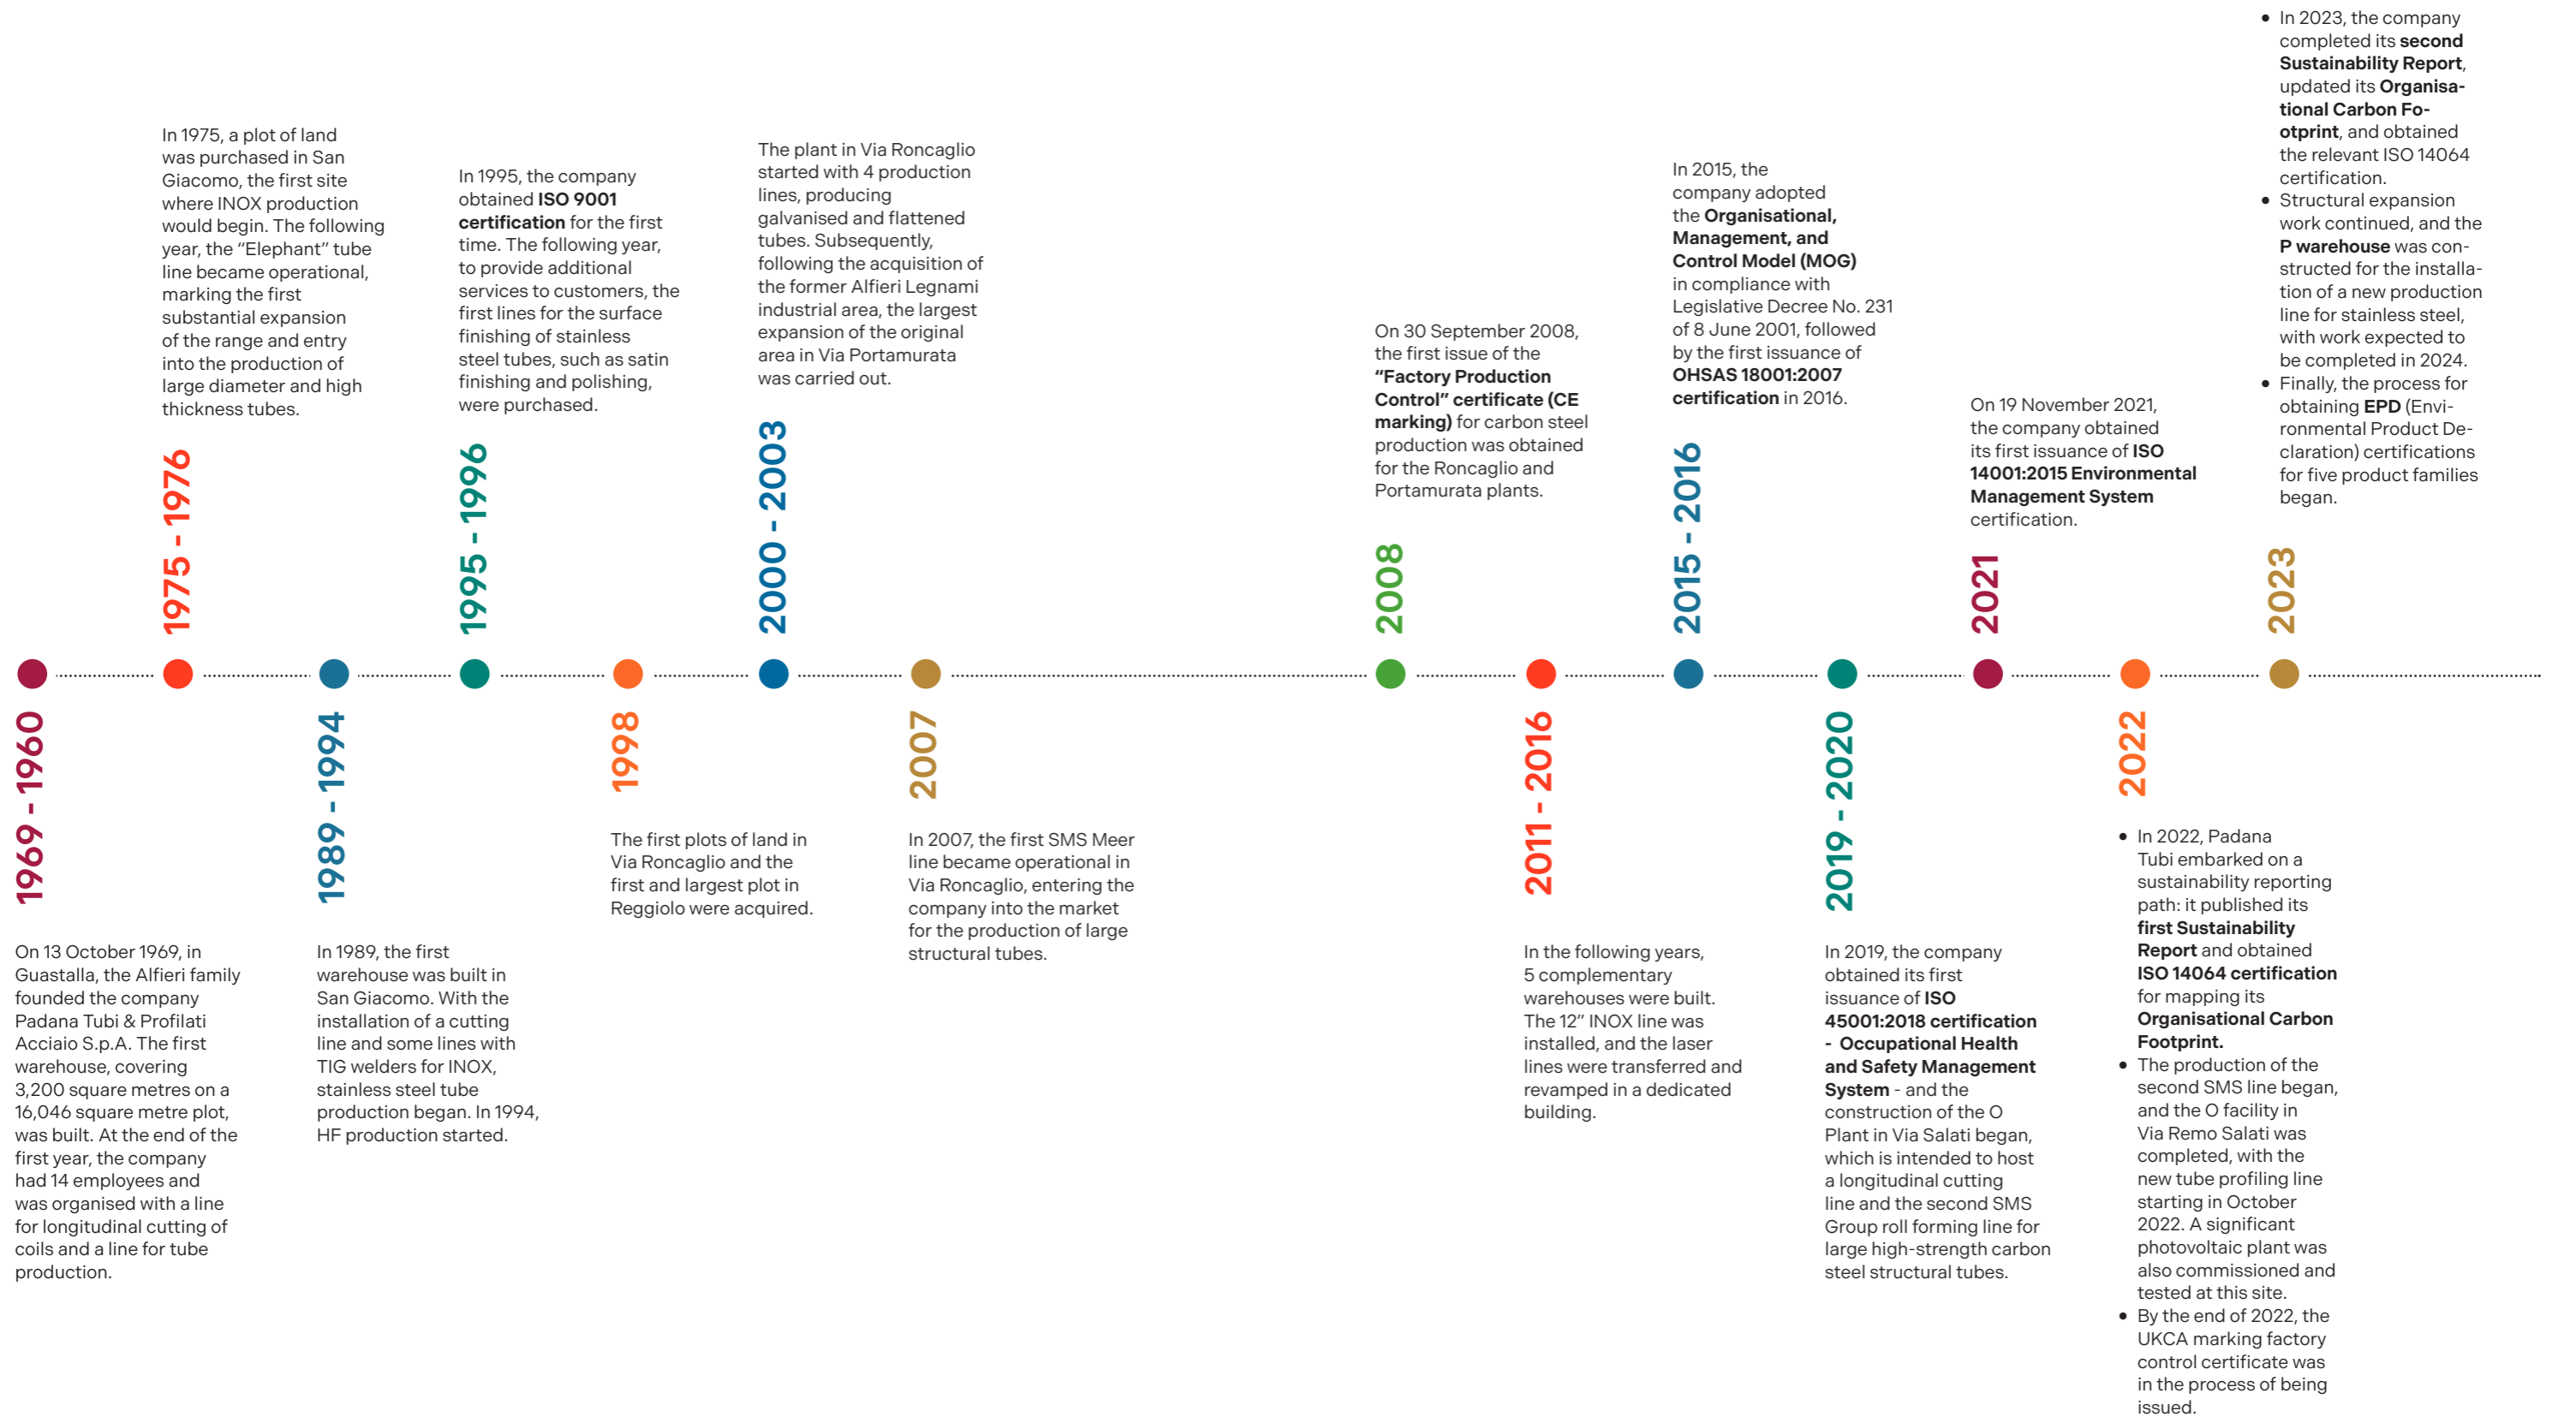 1969 - 1960
On 13 October 1969, in
Guastalla, the Alfieri family
founded the company
Padana Tubi & Profilati
Acciaio S.p.A. The first
warehouse, covering
3,200 square metres on a
16,046 square metre plot,
was built. At the end of the
first year, the company
had 14 employees and
was organised with a line
for longitudinal cutting of
coils and a line for tube
production.
In 1975, a plot of land
was purchased in San
Giacomo, the first site
where INOX production
would begin. The following
year, the “Elephant” tube
line became operational,
marking the first
substantial expansion
of the range and entry
into the production of
large diameter and high
thickness tubes.
1975 - 1976
1989 - 1994
In 1989, the first
warehouse was built in
San Giacomo. With the
installation of a cutting
line and some lines with
TIG welders for INOX,
stainless steel tube
production began. In 1994,
HF production started.
In 1995, the company
obtained ISO 9001
certification for the first
time. The following year,
to provide additional
services to customers, the
first lines for the surface
finishing of stainless
steel tubes, such as satin
finishing and polishing,
were purchased.
1995 - 1996
1998
The first plots of land in
Via Roncaglio and the
first and largest plot in
Reggiolo were acquired.
The plant in Via Roncaglio
started with 4 production
lines, producing
galvanised and flattened
tubes. Subsequently,
following the acquisition of
the former Alfieri Legnami
industrial area, the largest
expansion of the original
area in Via Portamurata
was carried out.
2000 - 2003
2007
In 2007, the first SMS Meer
line became operational in
Via Roncaglio, entering the
company into the market
for the production of large
structural tubes.
On 30 September 2008,
the first issue of the
“Factory Production
Control” certificate (CE
marking) for carbon steel
production was obtained
for the Roncaglio and
Portamurata plants.
2008
2011 - 2016
In the following years,
5 complementary
warehouses were built.
The 12” INOX line was
installed, and the laser
lines were transferred and
revamped in a dedicated
building.
In 2015, the
company adopted
the Organisational,
Management, and
Control Model (MOG)
in compliance with
Legislative Decree No. 231
of 8 June 2001, followed
by the first issuance of
OHSAS 18001:2007
certification in 2016.
2015 - 2016
2019 - 2020
In 2019, the company
obtained its first
issuance of ISO
45001:2018 certification
- Occupational Health
and Safety Management
System - and the
construction of the O
Plant in Via Salati began,
which is intended to host
a longitudinal cutting
line and the second SMS
Group roll forming line for
large high-strength carbon
steel structural tubes.
On 19 November 2021,
the company obtained
its first issuance of ISO
14001:2015 Environmental
Management System
certification.
2021
2022
• In 2022, Padana
Tubi embarked on a
sustainability reporting
path: it published its
first Sustainability
Report and obtained
ISO 14064 certification
for mapping its
Organisational Carbon
Footprint.
• The production of the
second SMS line began,
and the O facility in
Via Remo Salati was
completed, with the
new tube profiling line
starting in October
2022. A significant
photovoltaic plant was
also commissioned and
tested at this site.
• By the end of 2022, the
UKCA marking factory
control certificate was
in the process of being
issued.
• In 2023, the company
completed its second
Sustainability Report,
updated its Organisa-
tional Carbon Fo-
otprint, and obtained
the relevant ISO 14064
certification.
• Structural expansion
work continued, and the
P warehouse was con-
structed for the installa-
tion of a new production
line for stainless steel,
with work expected to
be completed in 2024.
• Finally, the process for
obtaining EPD (Envi-
ronmental Product De-
claration) certifications
for five product families
began.
2023